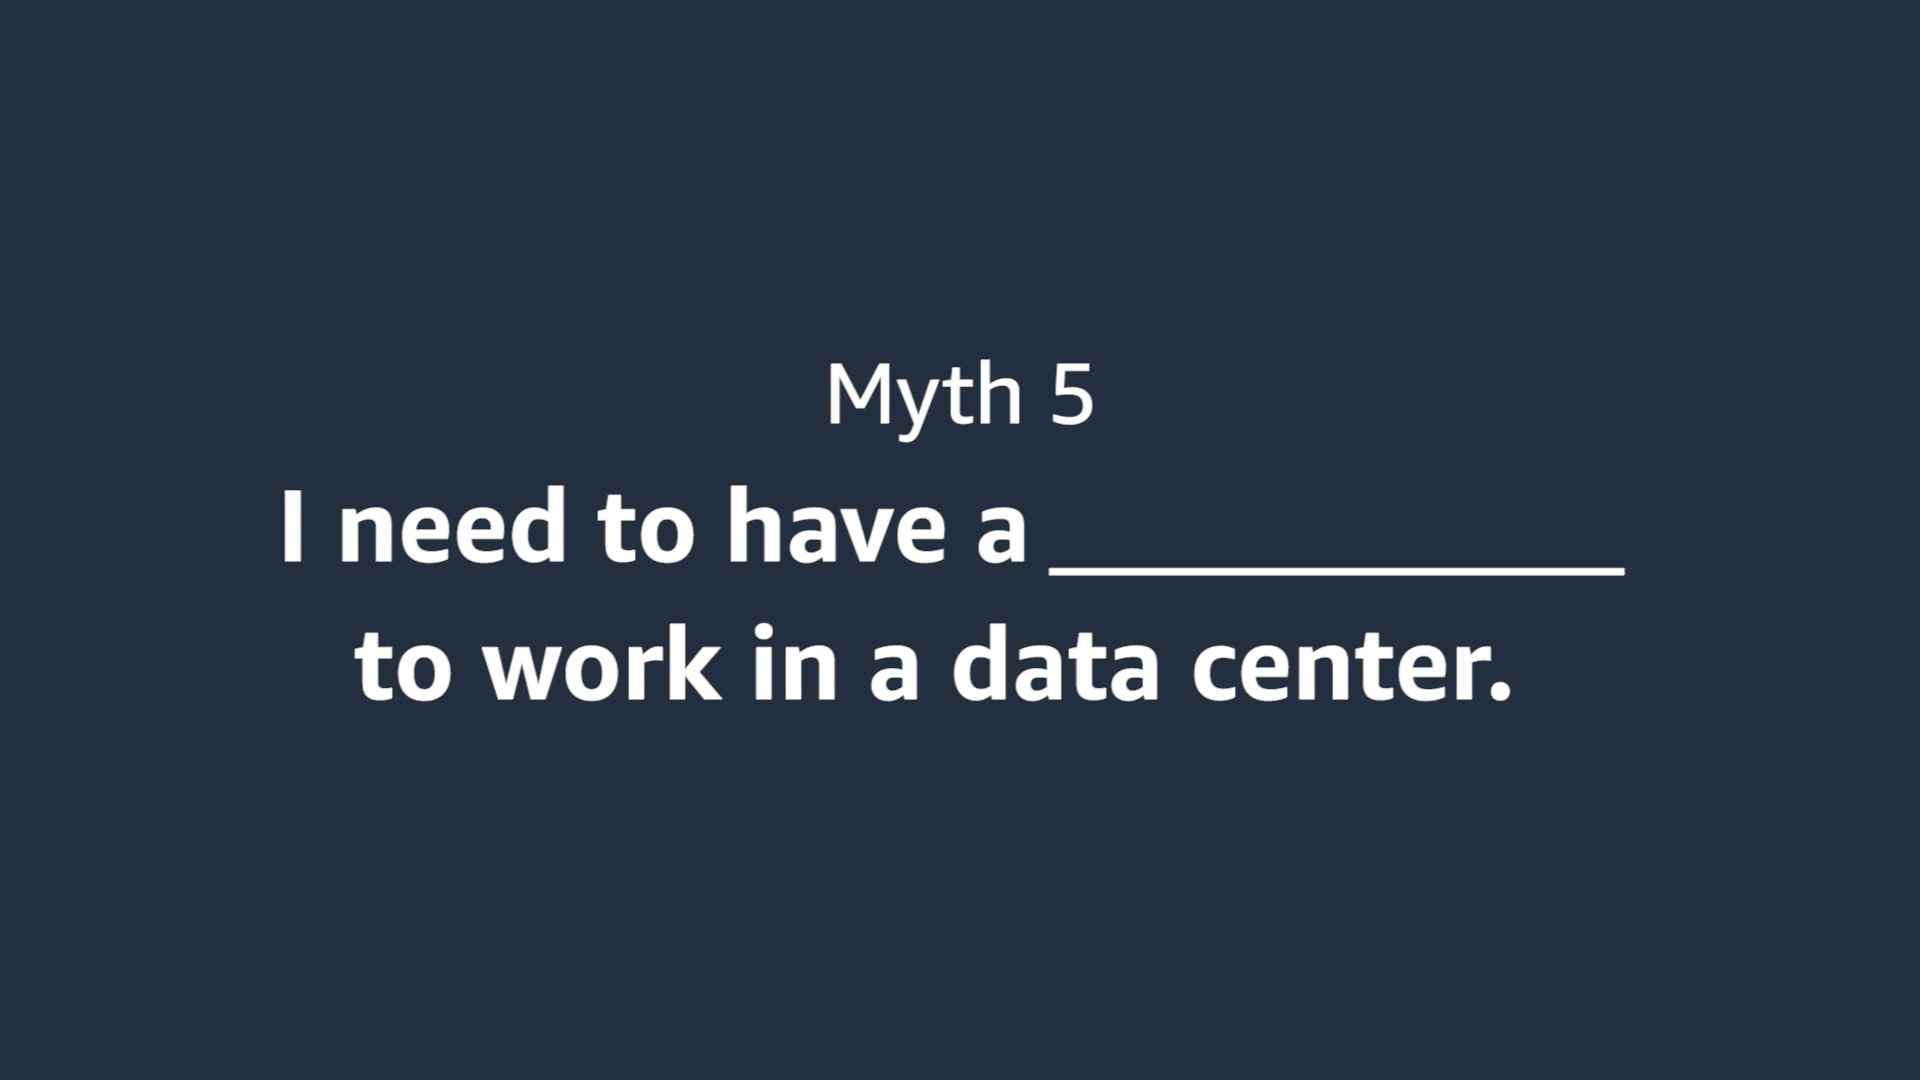 Myth 5
I need to have a ____________
to work in a data center.